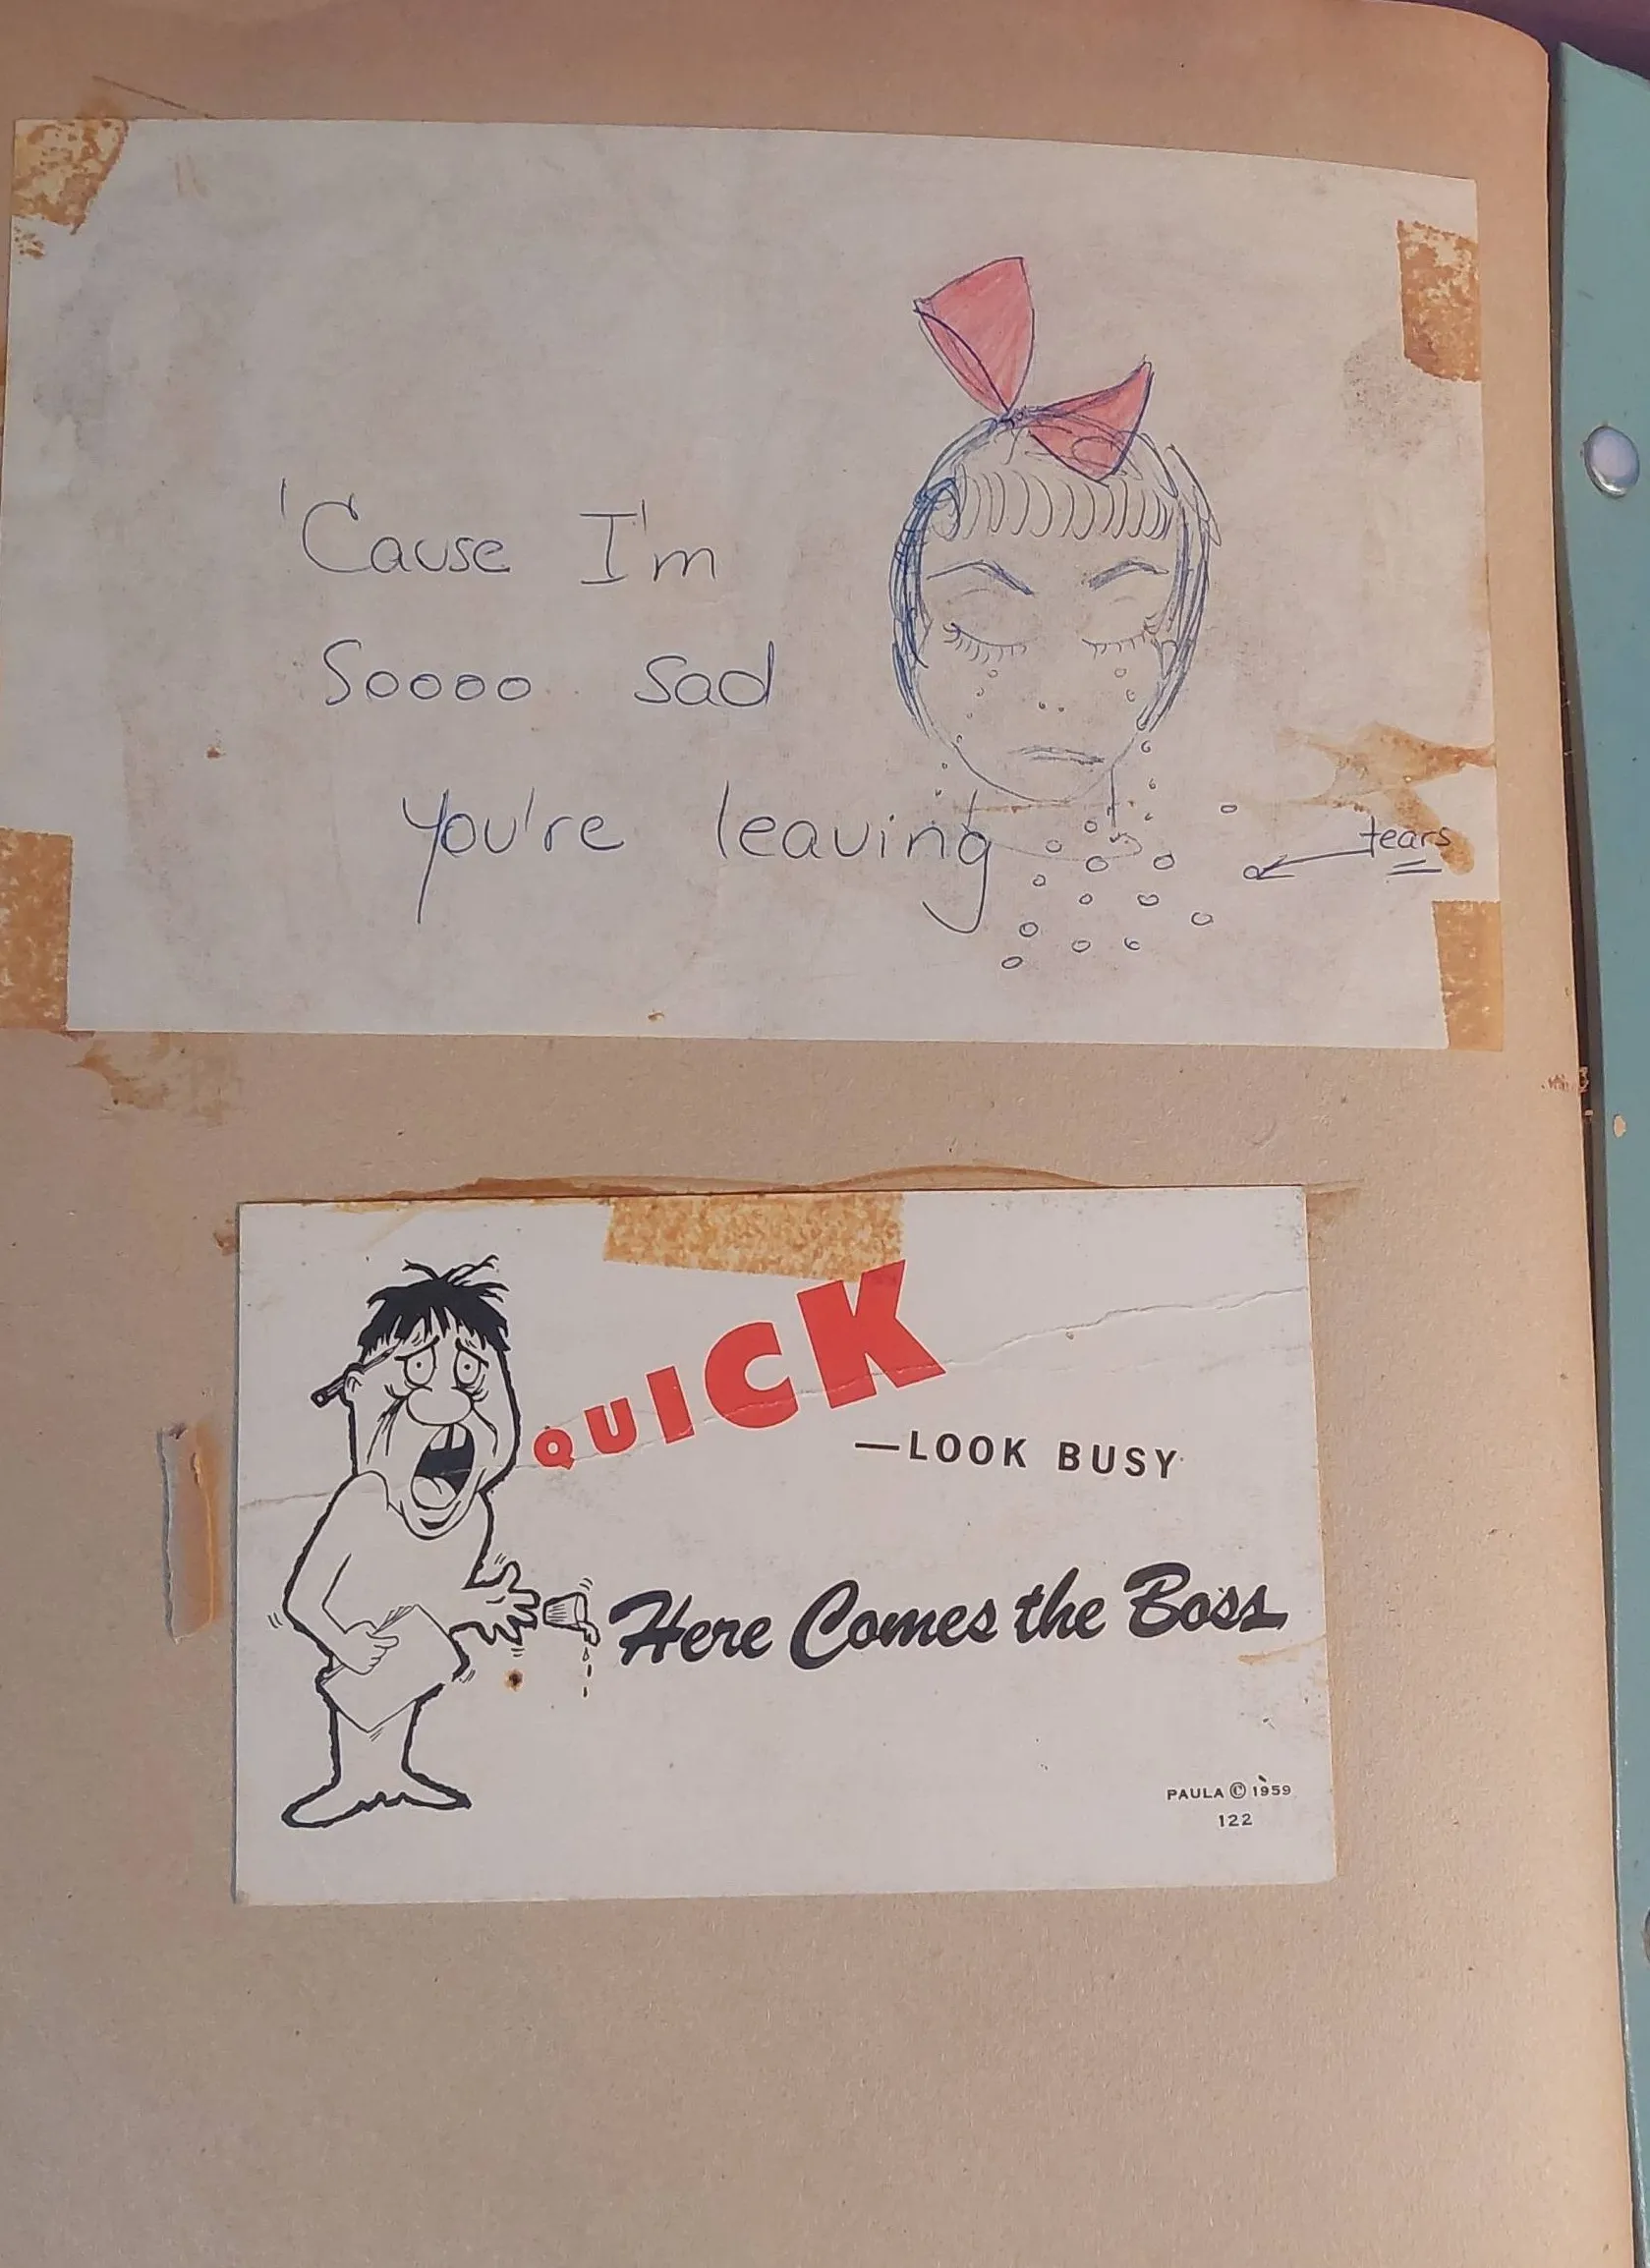 'Cause I'm
Soooo sad
you're leaving
tears
QUICK
—LOOK BUSY
Here Comes the Boss
PAULA © 1959
122